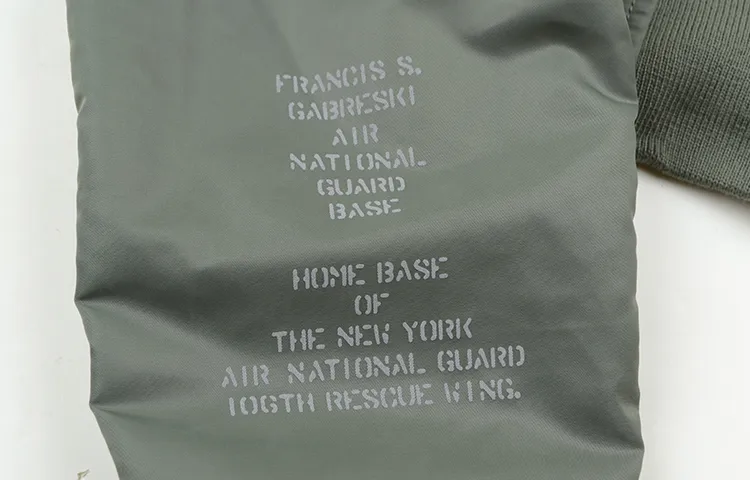 FRANCIS S.
GABRESKI
AIR
NATIONAL
GUARD
BASE
HOME BASE
OF
THE NEW YORK
AIR NATIONAL GUARD
106TH RESCUE WING.